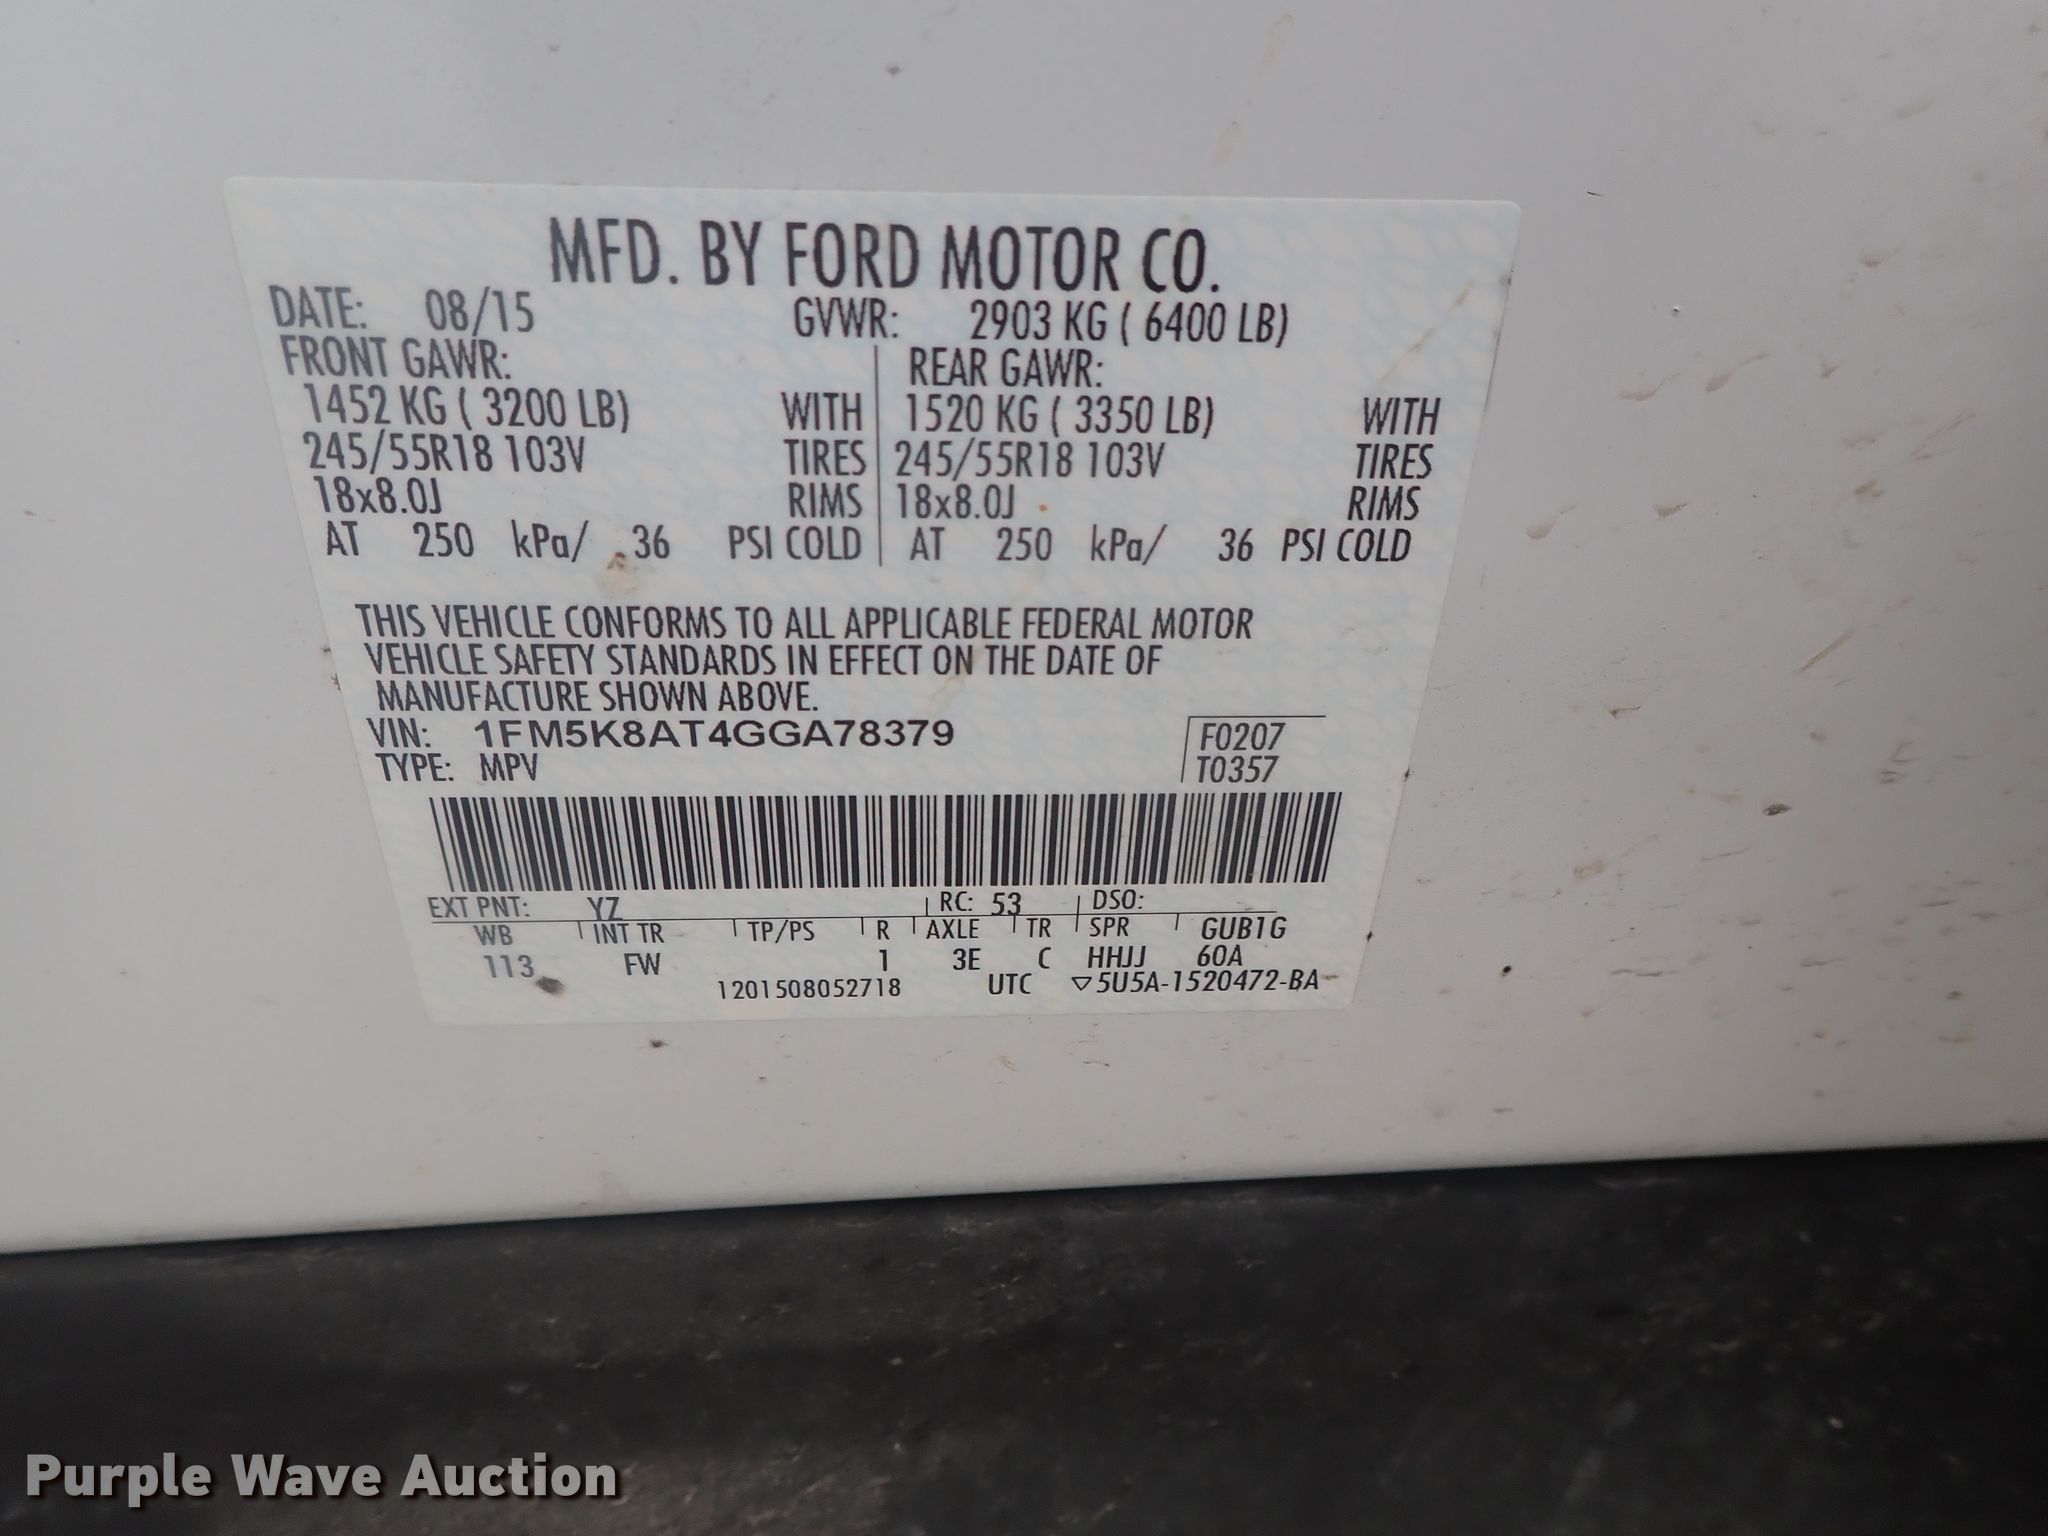 MFD. BY FORD MOTOR CO.
DATE: 08/15 GVWR: 2903 KG ( 6400 LB)
FRONT GAWR: REAR GAWR:
1452 KG ( 3200 LB) WITH 1520 KG ( 3350 LB) WITH
245/55R18 103V TIRES 245/55R18 103V TIRES
18x8.0J RIMS 18x8.0J RIMS
AT 250 kPa/ 36 PSI COLD AT 250 kPa/ 36 PSI COLD
THIS VEHICLE CONFORMS TO ALL APPLICABLE FEDERAL MOTOR
VEHICLE SAFETY STANDARDS IN EFFECT ON THE DATE OF
MANUFACTURE SHOWN ABOVE.
VIN: 1FM5K8AT4GGA78379 F0207
TYPE: MPV T0357
EXT PNT: YZ RC: 53 DSO:
WB INT TR TP/PS R AXLE TR SPR GUB1G
113 FW 1 3E C HHJJ 60A
1201508052718 UTC ▽5U5A-1520472-BA
Purple Wave Auction